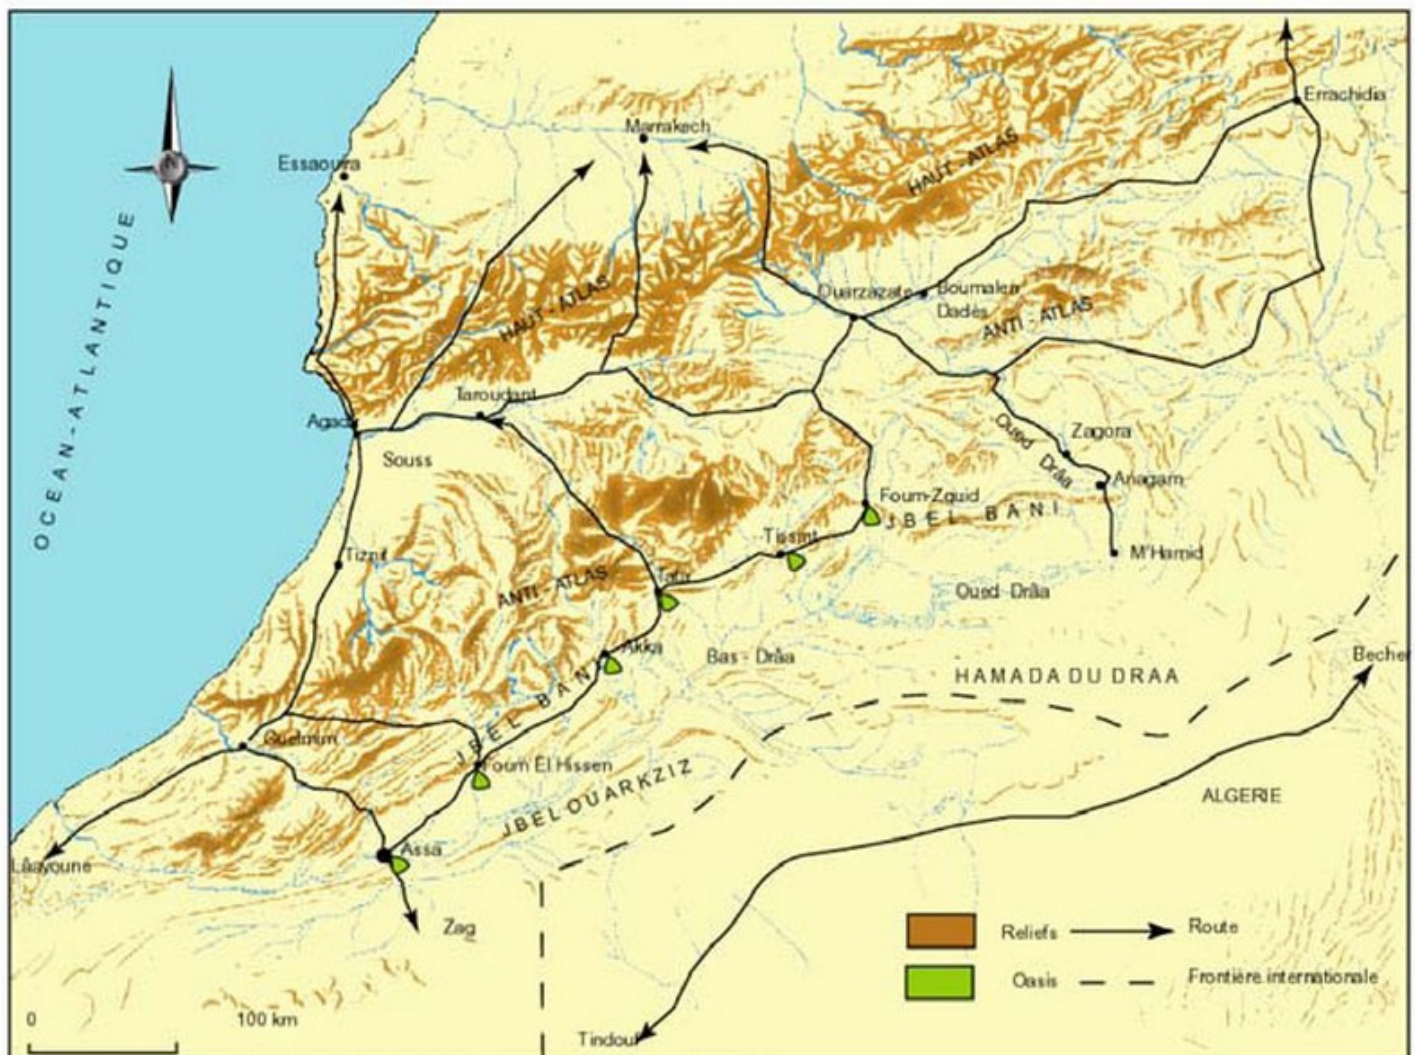 Errachidia
Marrakech
N
Essaouira
HAUT - ATLAS
OCEAN-ATLANTIQUE
Ouarzazate
Boumalen
Dadès
HAUT - ATLAS
ANTI - ATLAS
Taroudant
Agadi
Souss
Oued Drâa
Zagora
Anagam
Foum-Zguid
JBEL BANI
Tissint
M'Hamid
Tiznit
Tata
ANTI - ATLAS
Oued Drâa
Akka
Bas - Drâa
Becher
HAMADA DU DRAA
JBEL BANI
Guelmim
Foum El Hissen
JBEL OUARKZIZ
ALGERIE
Assa
Lâayoune
Zag
Reliefs
Route
Oasis
Frontière internationale
0
100 km
Tindouf